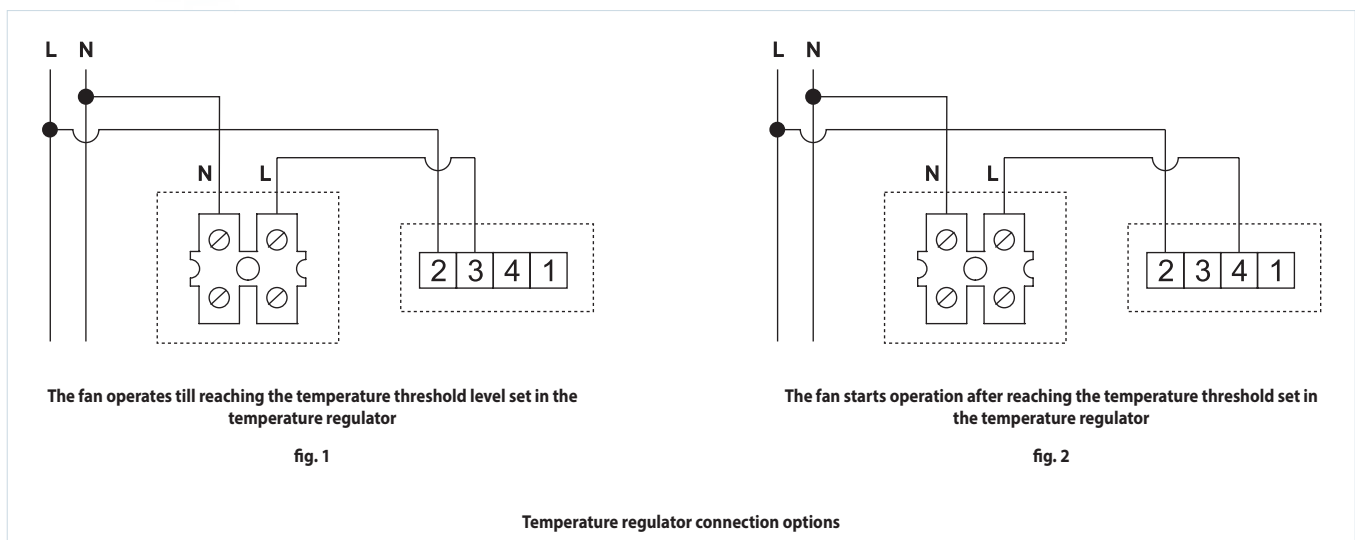 L N
L N
N L
N L
2 3 4 1
2 3 4 1
The fan operates till reaching the temperature threshold level set in the
temperature regulator
fig. 1
The fan starts operation after reaching the temperature threshold set in
the temperature regulator
fig. 2
Temperature regulator connection options